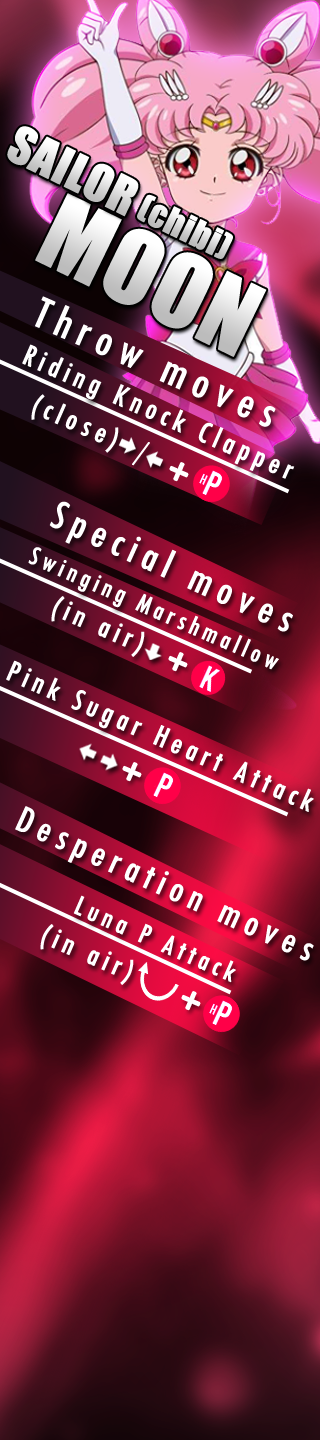 SAILOR (chibi)
MOON
Throw moves
Riding Knock Clapper
(close)→/←+HP
Special moves
Swinging Marshmallow
(in air)↓+K
Pink Sugar Heart Attack
←→+P
Desperation moves
Luna P Attack
(in air)⤹+HP